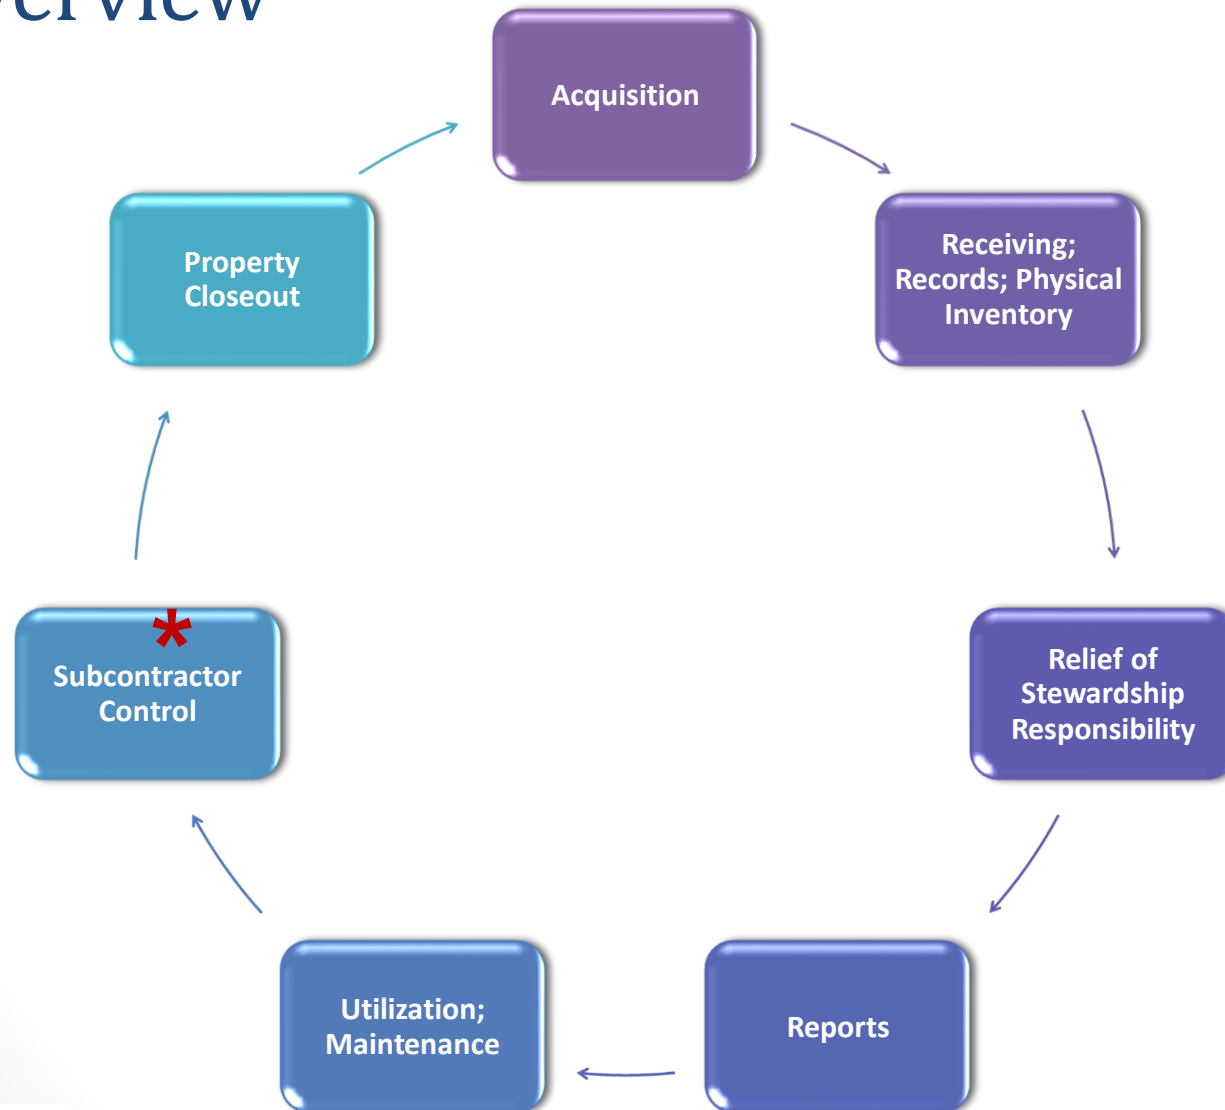 Acquisition
Receiving;
Records; Physical
Inventory
Relief of
Stewardship
Responsibility
Reports
Utilization;
Maintenance
*
Subcontractor
Control
Property
Closeout